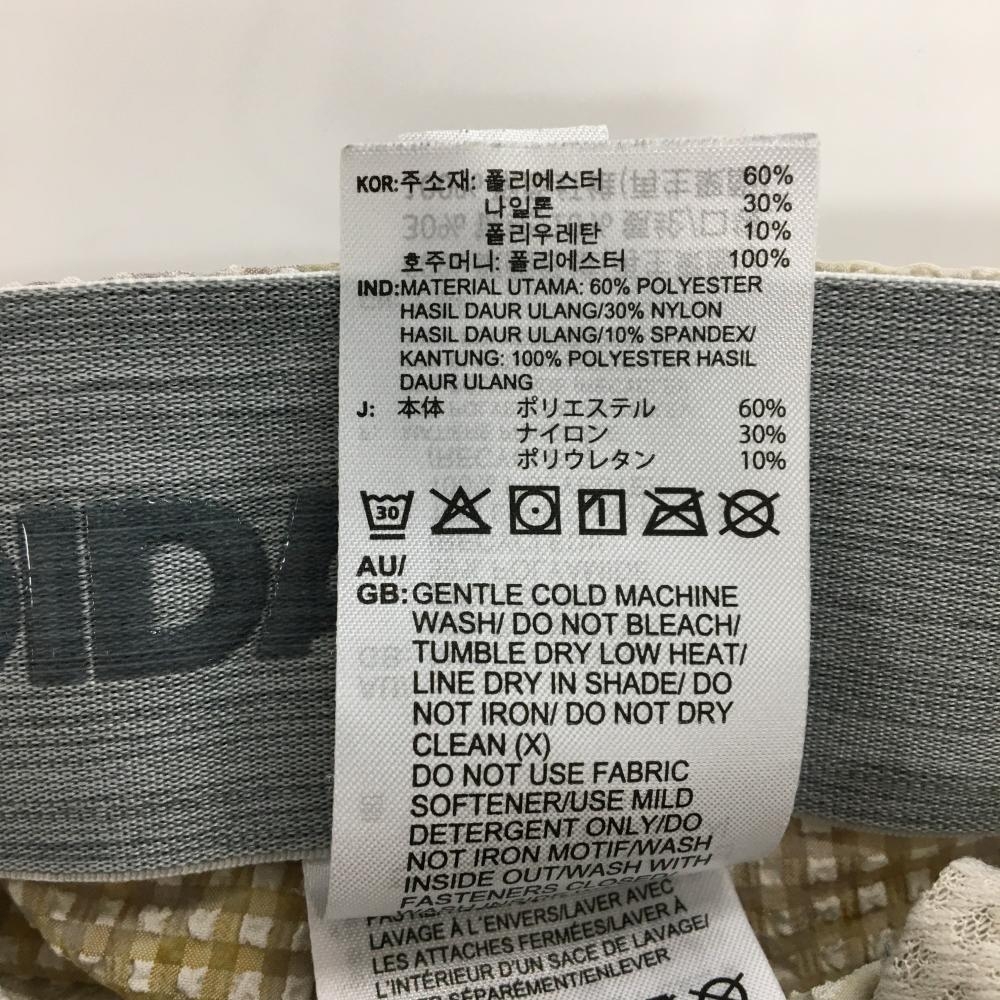 KOR: 주소재: 폴리에스터 60%
나일론 30%
폴리우레탄 10%
호주머니: 폴리에스터 100%
IND: MATERIAL UTAMA: 60% POLYESTER
HASIL DAUR ULANG/30% NYLON
HASIL DAUR ULANG/10% SPANDEX/
KANTUNG: 100% POLYESTER HASIL
DAUR ULANG
J: 本体 ポリエステル 60%
ナイロン 30%
ポリウレタン 10%
30
AU/
GB: GENTLE COLD MACHINE
WASH/ DO NOT BLEACH/
TUMBLE DRY LOW HEAT/
LINE DRY IN SHADE/ DO
NOT IRON/ DO NOT DRY
CLEAN (X)
DO NOT USE FABRIC
SOFTENER/USE MILD
DETERGENT ONLY/DO
NOT IRON MOTIF/WASH
INSIDE OUT/WASH WITH
FASTENERS CLOSED/
LAVAGE À L'ENVERS/LAVER AVEC
LES ATTACHES FERMÉES/LAVER À
L'INTÉRIEUR D'UN SACE DE LAVAGE/
SÉPARÉMENT/ENLEVER
IDA